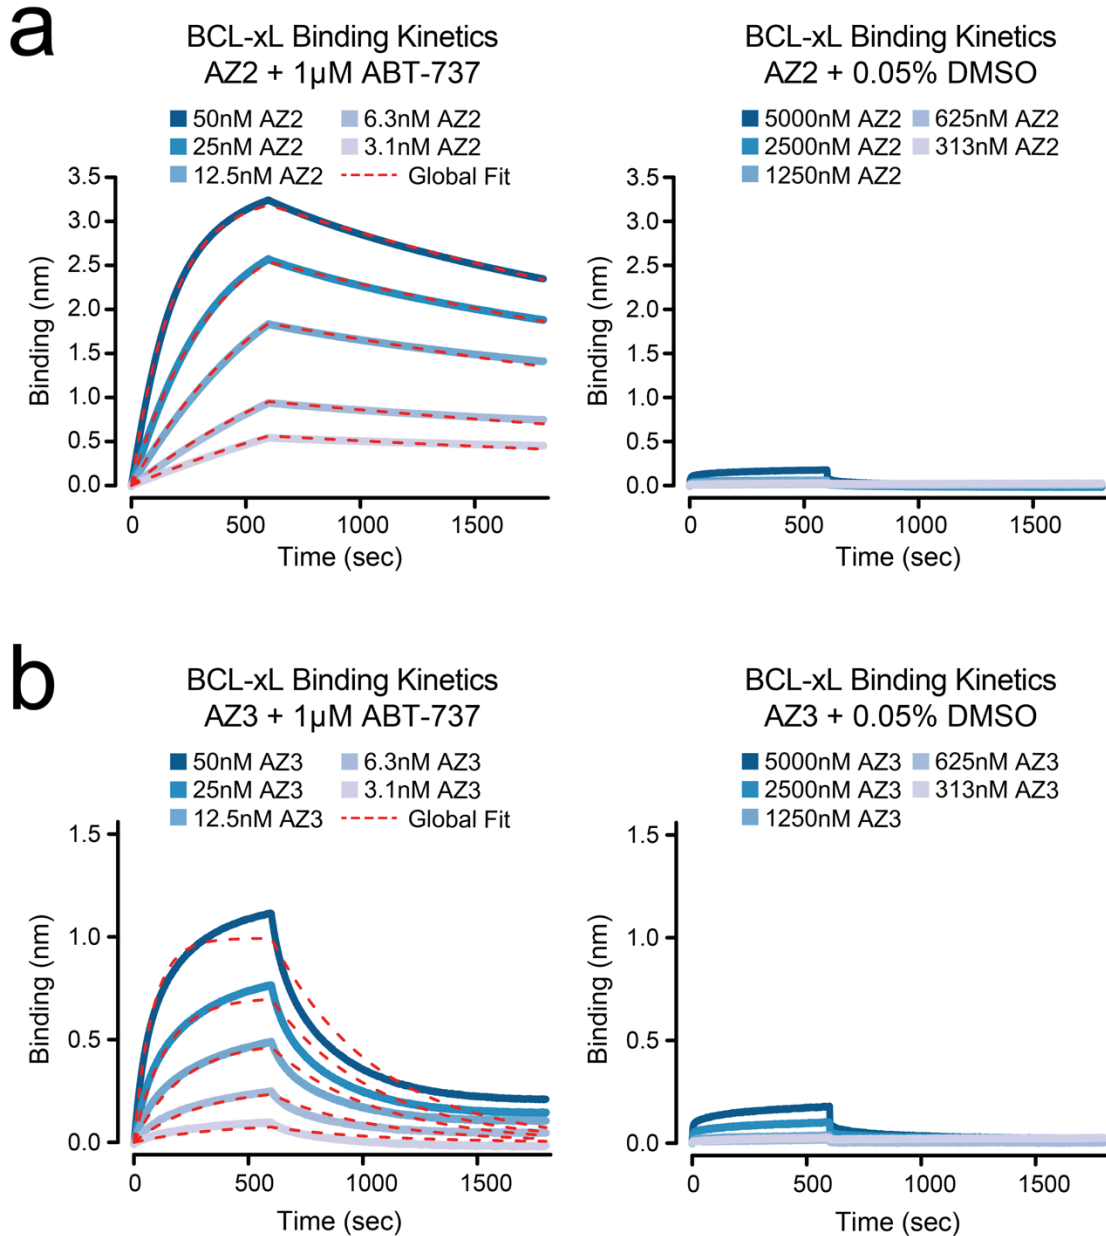 a
BCL-xL Binding Kinetics
AZ2 + 1µM ABT-737
50nM AZ2
6.3nM AZ2
25nM AZ2
3.1nM AZ2
12.5nM AZ2
Global Fit
3.5
3.0
2.5
2.0
1.5
1.0
0.5
0.0
Binding (nm)
0 500 1000 1500
Time (sec)
BCL-xL Binding Kinetics
AZ2 + 0.05% DMSO
5000nM AZ2
625nM AZ2
2500nM AZ2
313nM AZ2
1250nM AZ2
3.5
3.0
2.5
2.0
1.5
1.0
0.5
0.0
Binding (nm)
0 500 1000 1500
Time (sec)
b
BCL-xL Binding Kinetics
AZ3 + 1µM ABT-737
50nM AZ3
6.3nM AZ3
25nM AZ3
3.1nM AZ3
12.5nM AZ3
Global Fit
1.5
1.0
0.5
0.0
Binding (nm)
0 500 1000 1500
Time (sec)
BCL-xL Binding Kinetics
AZ3 + 0.05% DMSO
5000nM AZ3
625nM AZ3
2500nM AZ3
313nM AZ3
1250nM AZ3
1.5
1.0
0.5
0.0
Binding (nm)
0 500 1000 1500
Time (sec)